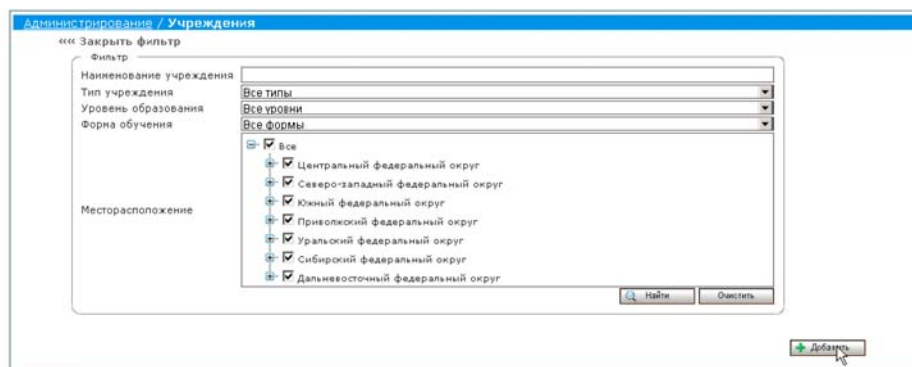 Администрирование / Учреждения
«« Закрыть фильтр
Фильтр
Наименование учреждения
Тип учреждения Все типы
Уровень образования Все уровни
Форма обучения Все формы
Все
Центральный федеральный округ
Северо-западный федеральный округ
Южный федеральный округ
Месторасположение
Приволжский федеральный округ
Уральский федеральный округ
Сибирский федеральный округ
Дальневосточный федеральный округ
Найти Очистить
Добавить